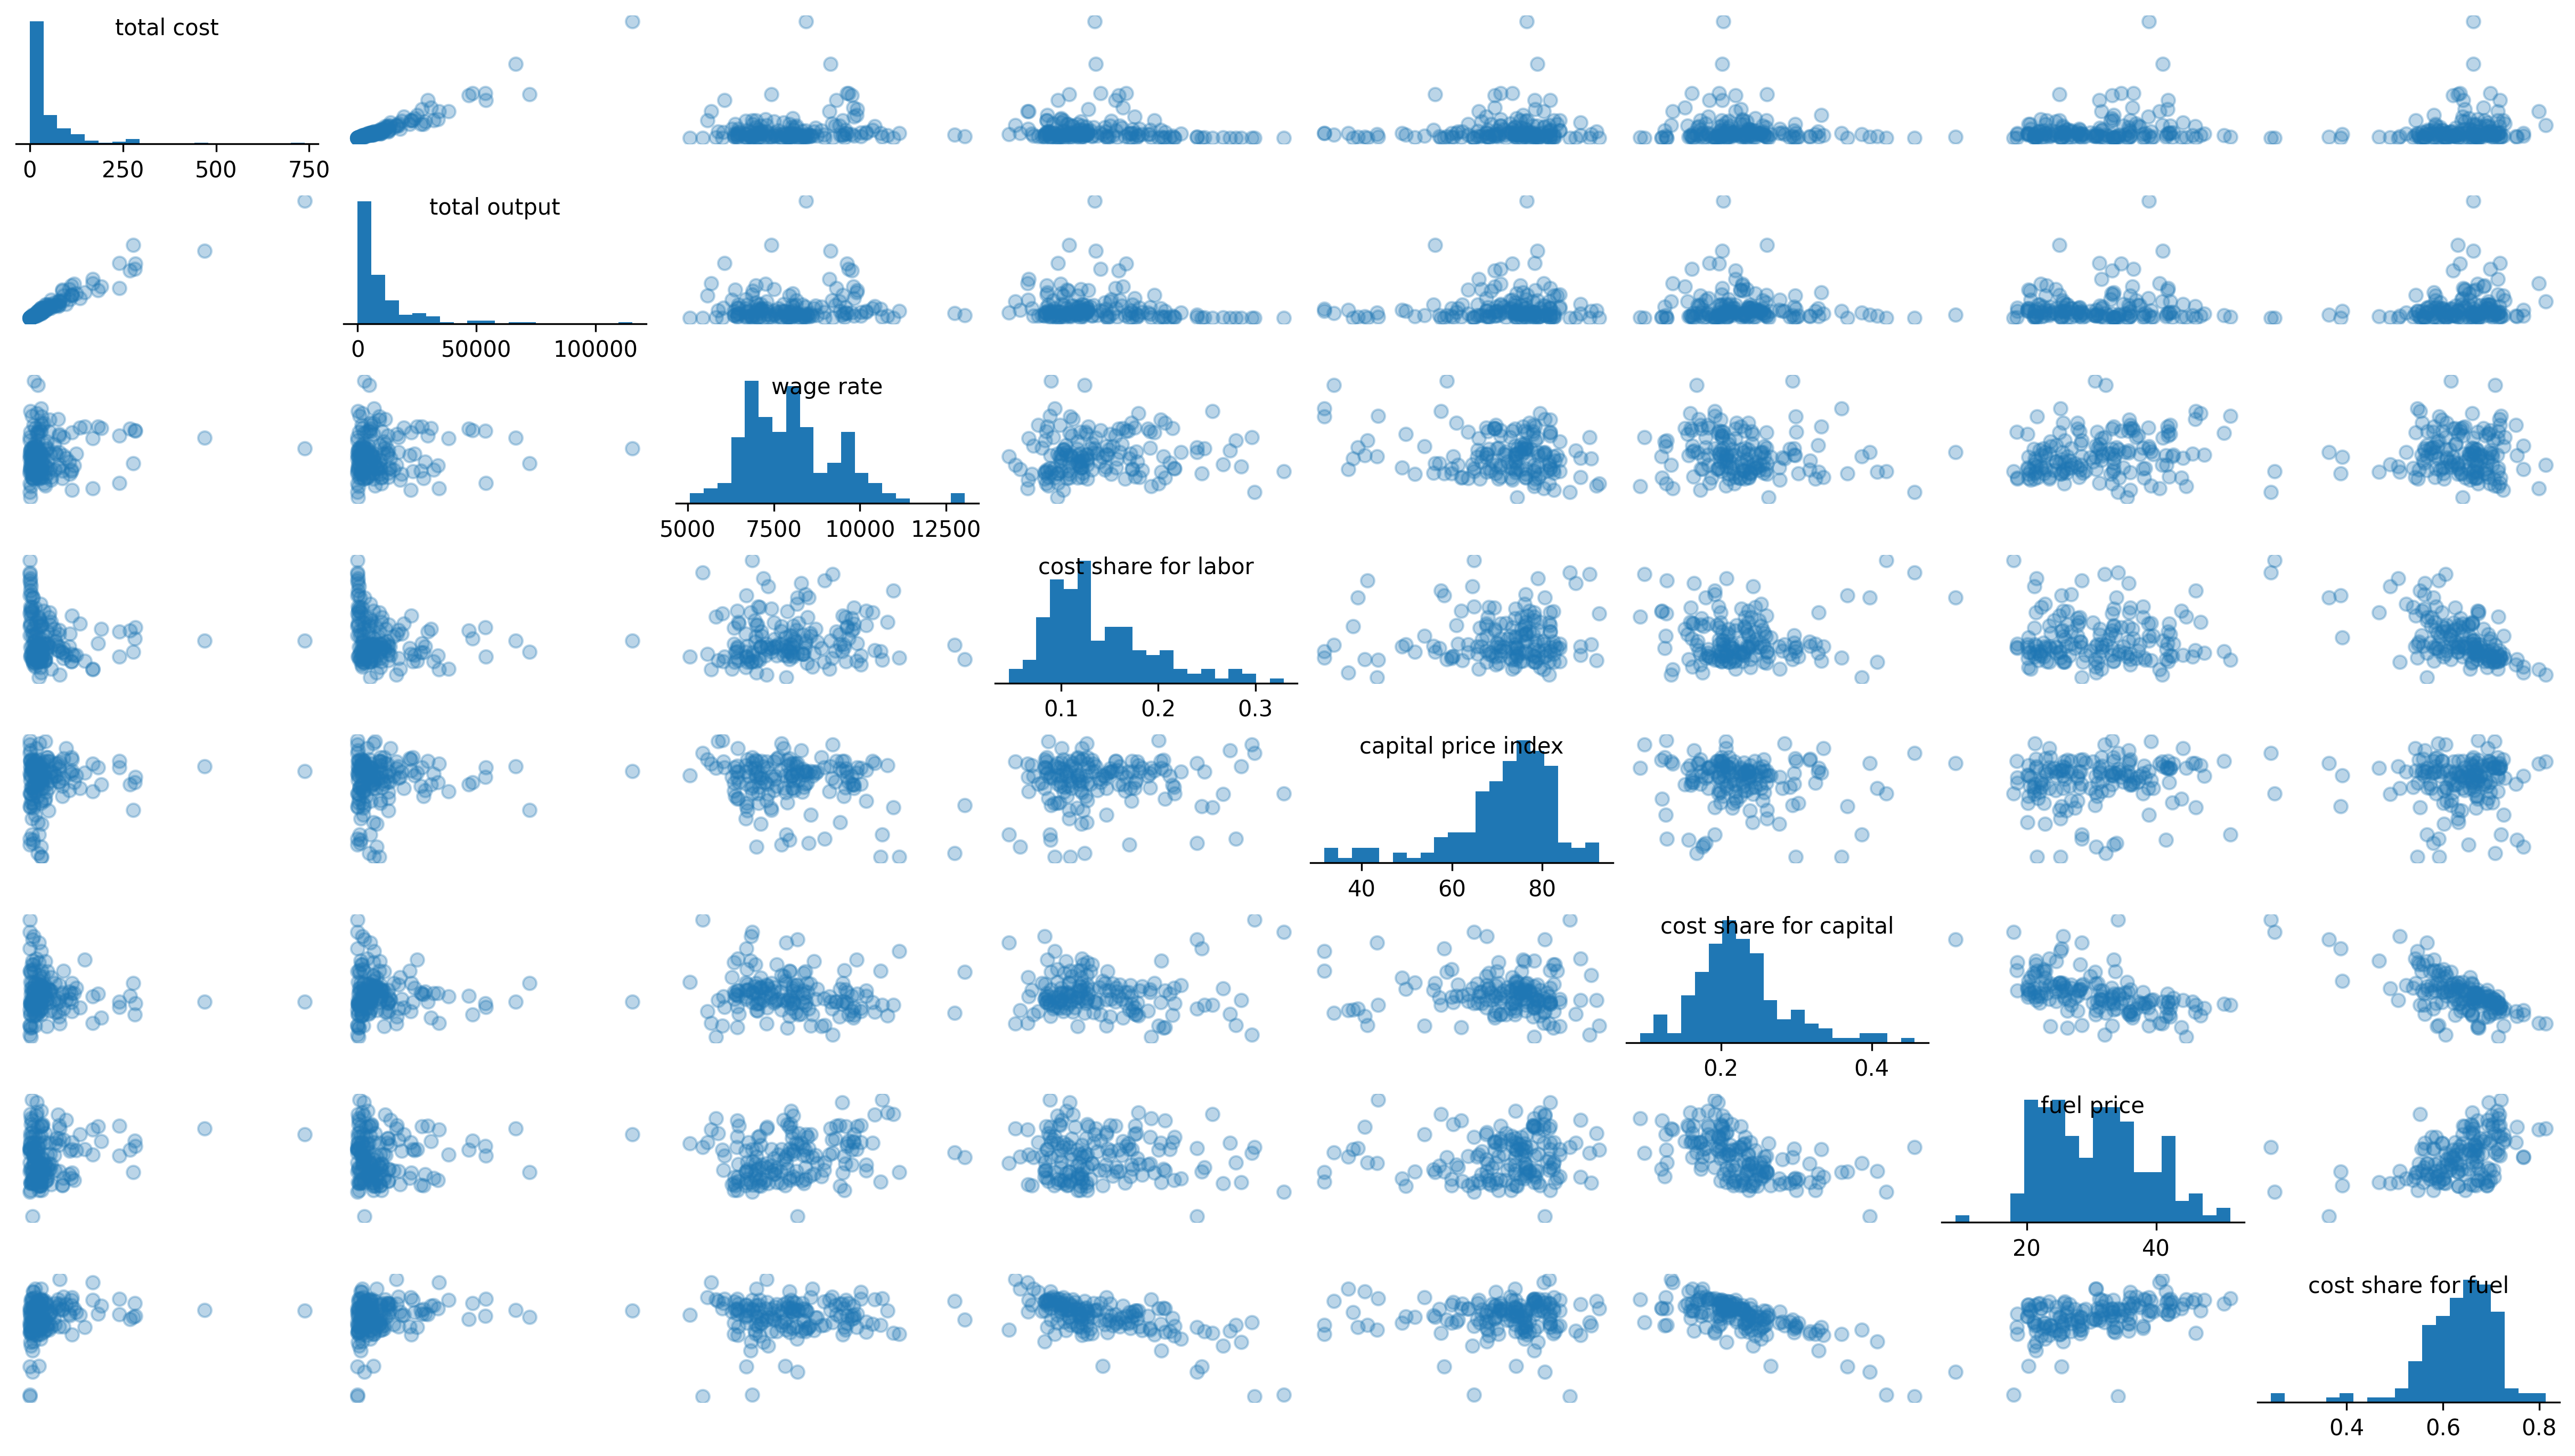 total cost
0 250 500 750
total output
0 50000 100000
wage rate
5000 7500 10000 12500
cost share for labor
0.1 0.2 0.3
capital price index
40 60 80
cost share for capital
0.2 0.4
fuel price
20 40
cost share for fuel
0.4 0.6 0.8